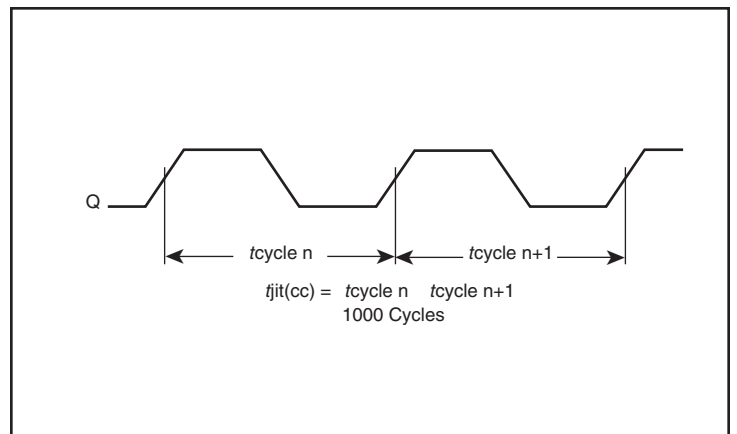 Q
tcycle n
tcycle n+1
tjit(cc) = tcycle n tcycle n+1
1000 Cycles